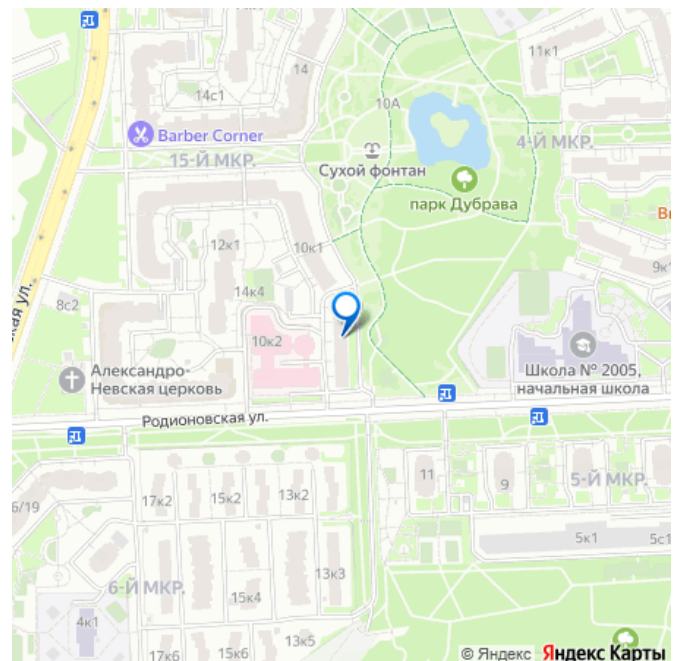 11к1
14
14с1
10А
Barber Corner
4-Й МКР.
15-Й МКР.
Сухой фонтан
парк Дубрава
12к1
10к1
9к1
14к4
8с2
10к2
Александро-
Невская церковь
Школа № 2005,
начальная школа
Родионовская ул.
11
9
5-Й МКР.
6/19
17к2
15к2
13к2
5к1
5с1
13к3
6-Й МКР.
15к4
4к1
17к6
15к6
13к5
© Яндекс Яндекс Карты